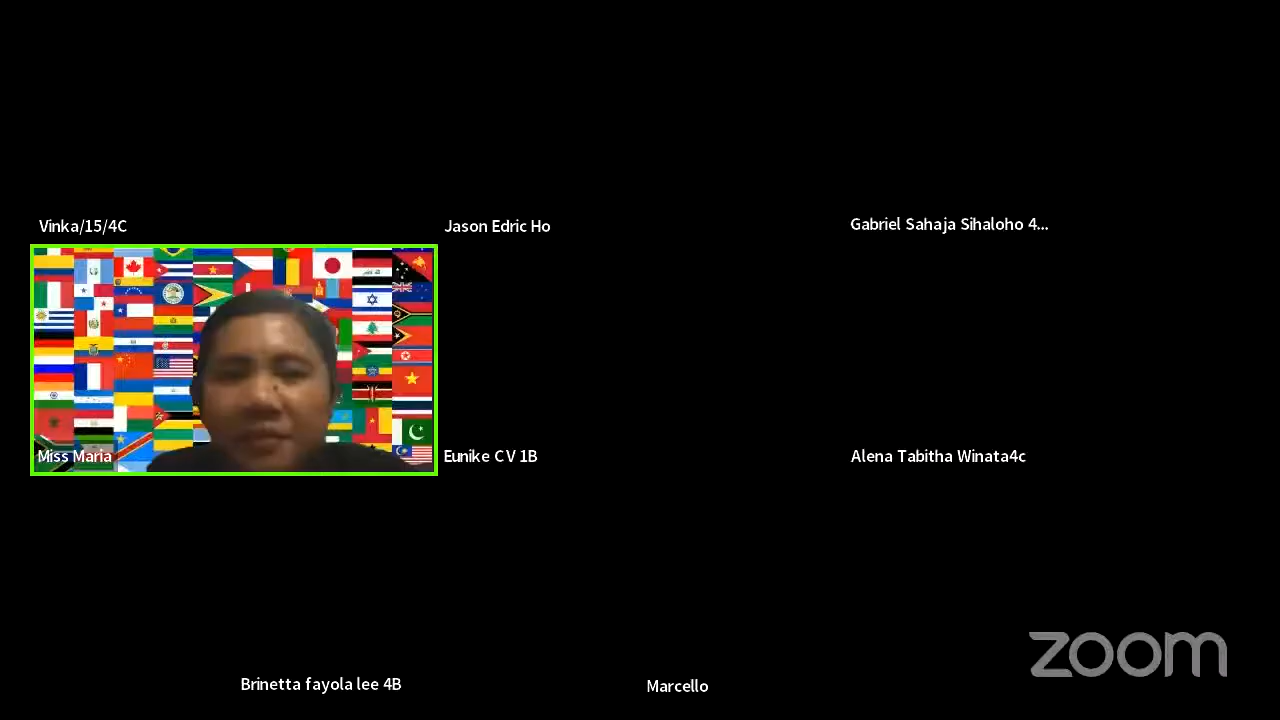 Vinka/15/4C
Jason Edric Ho
Gabriel Sahaja Sihaloho 4...
Miss Maria
Eunike C V 1B
Alena Tabitha Winata4c
Brinetta fayola lee 4B
Marcello
zoom